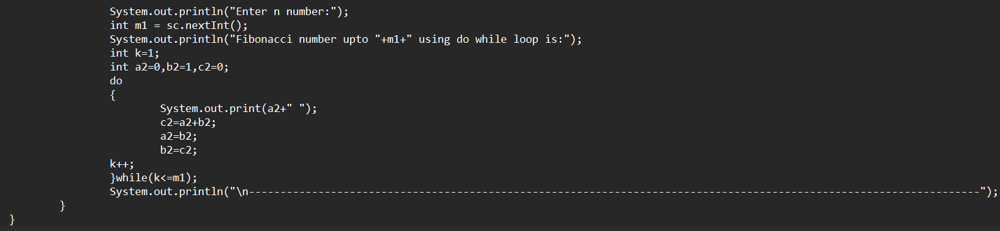 System.out.println("Enter n number:");
int m1 = sc.nextInt();
System.out.println("Fibonacci number upto "+m1+" using do while loop is:");
int k=1;
int a2=0,b2=1,c2=0;
do
{
System.out.print(a2+" ");
c2=a2+b2;
a2=b2;
b2=c2;
k++;
}while(k<=m1);
System.out.println("\n--------------------------------------------------------------------------------------------------------------------");
}
}